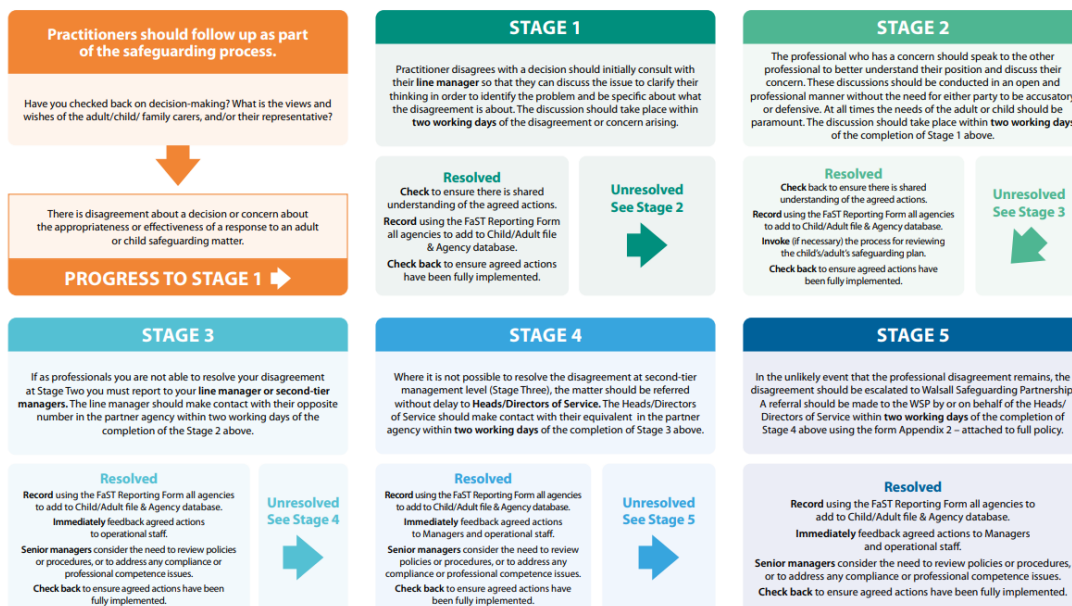 Practitioners should follow up as part
of the safeguarding process.
Have you checked back on decision-making? What is the views and
wishes of the adult/child/ family carers, and/or their representative?
There is disagreement about a decision or concern about
the appropriateness or effectiveness of a response to an adult
or child safeguarding matter.
PROGRESS TO STAGE 1
STAGE 1
Practitioner disagrees with a decision should initially consult with
their line manager so that they can discuss the issue to clarify their
thinking in order to identify the problem and be specific about what
the disagreement is about. The discussion should take place within
two working days of the disagreement or concern arising.
Resolved
Check to ensure there is shared
understanding of the agreed actions.
Record using the FaST Reporting Form
all agencies to add to Child/Adult file
& Agency database.
Check back to ensure agreed actions
have been fully implemented.
Unresolved
See Stage 2
STAGE 2
The professional who has a concern should speak to the other
professional to better understand their position and discuss their
concern. These discussions should be conducted in an open and
professional manner without the need for either party to be accusatory
or defensive. At all times the needs of the adult or child should be
paramount. The discussion should take place within two working days
of the completion of Stage 1 above.
Resolved
Check back to ensure there is shared
understanding of the agreed actions.
Record using the FaST Reporting Form all agencies
to add to Child/Adult file & Agency database.
Invoke (if necessary) the process for reviewing
the child's/adult's safeguarding plan.
Check back to ensure agreed actions have
been fully implemented.
Unresolved
See Stage 3
STAGE 3
If as professionals you are not able to resolve your disagreement
at Stage Two you must report to your line manager or second-tier
managers. The line manager should make contact with their opposite
number in the partner agency within two working days of the
completion of the Stage 2 above.
Resolved
Record using the FaST Reporting Form all agencies
to add to Child/Adult file & Agency database.
Immediately feedback agreed actions
to operational staff.
Senior managers consider the need to review policies
or procedures, or to address any compliance or
professional competence issues.
Check back to ensure agreed actions have been
fully implemented.
Unresolved
See Stage 4
STAGE 4
Where it is not possible to resolve the disagreement at second-tier
management level (Stage Three), the matter should be referred
without delay to Heads/Directors of Service. The Heads/Directors
of Service should make contact with their equivalent in the partner
agency within two working days of the completion of Stage 3 above.
Resolved
Record using the FaST Reporting Form all agencies
to add to Child/Adult file & Agency database.
Immediately feedback agreed actions
to Managers and operational staff.
Senior managers consider the need to review
policies or procedures, or to address any
compliance or professional competence issues.
Check back to ensure agreed actions have
been fully implemented.
Unresolved
See Stage 5
STAGE 5
In the unlikely event that the professional disagreement remains, the
disagreement should be escalated to Walsall Safeguarding Partnership
A referral should be made to the WSP by or on behalf of the Heads/
Directors of Service within two working days of the completion of
Stage 4 above using the form Appendix 2 – attached to full policy.
Resolved
Record using the FaST Reporting Form all agencies to
add to Child/Adult file & Agency database.
Immediately feedback agreed actions to Managers
and operational staff.
Senior managers consider the need to review policies or procedures,
or to address any compliance or professional competence issues.
Check back to ensure agreed actions have been fully implemented.